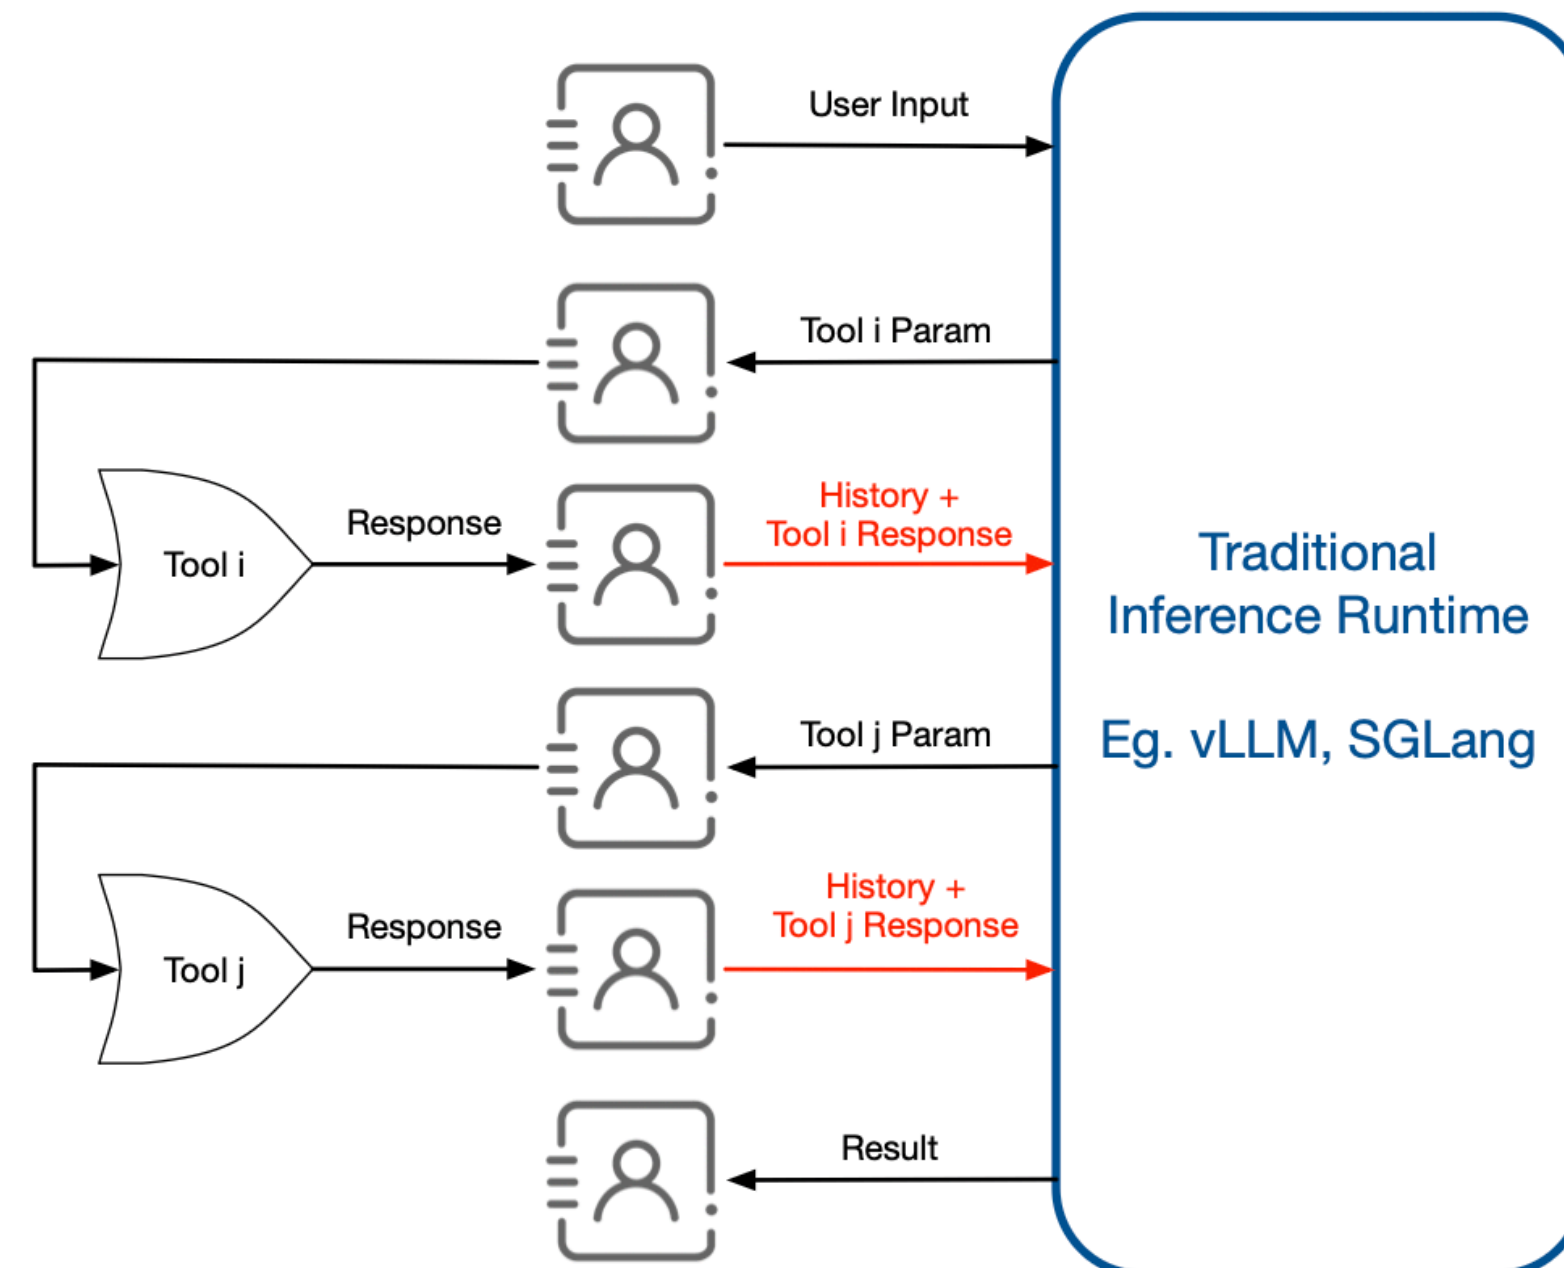 User Input
Tool i Param
History +
Tool i Response
Response
Tool i
Traditional
Inference Runtime
Eg. vLLM, SGLang
Tool j Param
History +
Tool j Response
Response
Tool j
Result